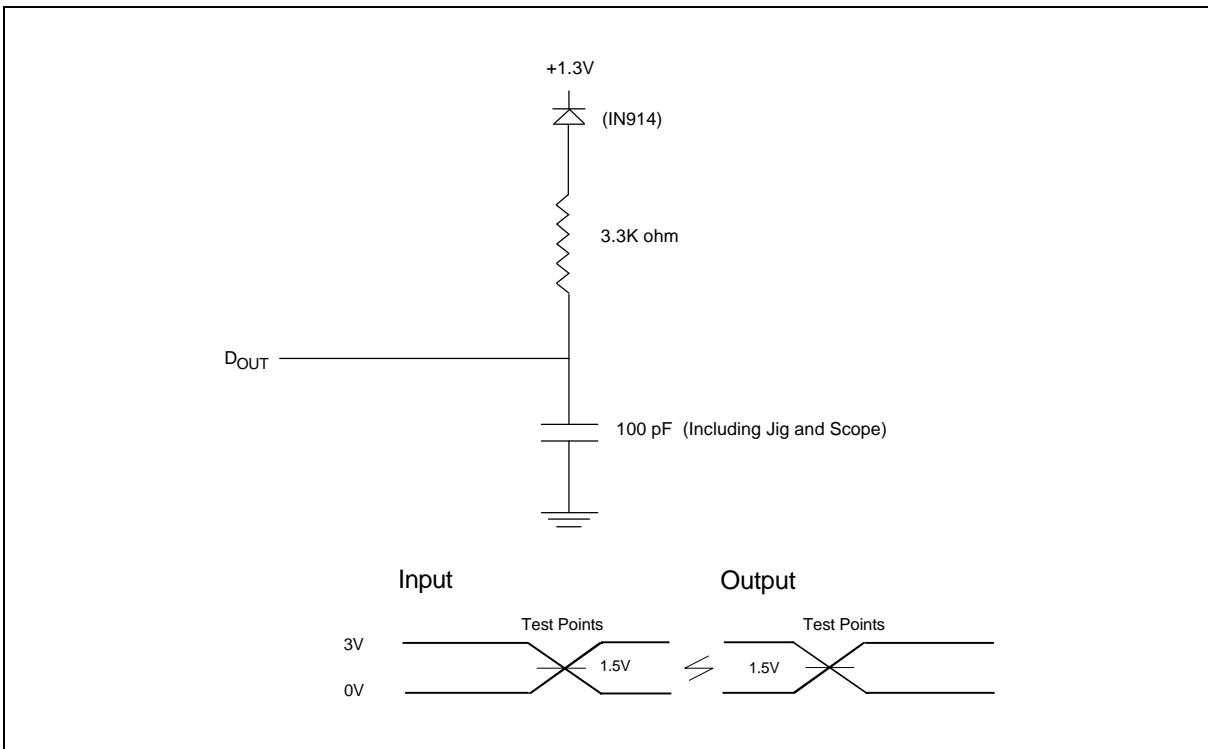 +1.3V
(IN914)
3.3K ohm
DOUT
100 pF (Including Jig and Scope)
Input Output
Test Points Test Points
3V
1.5V 1.5V
0V